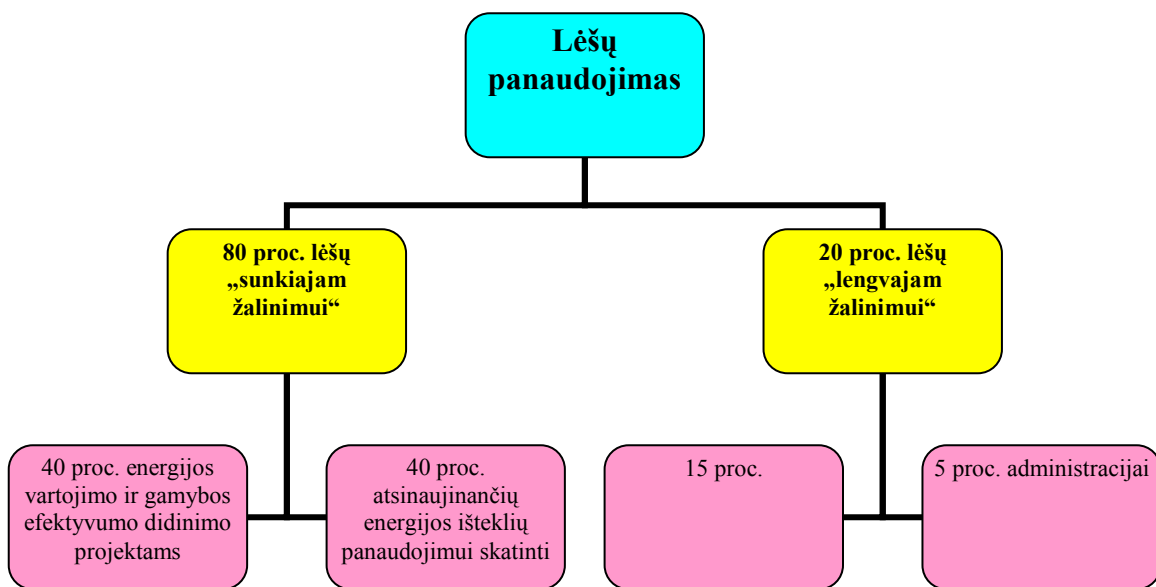 Lėšų
panaudojimas
80 proc. lėšų
„sunkiajam
žalinimui“
20 proc. lėšų
„lengvajam
žalinimui“
40 proc. energijos
vartojimo ir gamybos
efektyvumo didinimo
projektams
40 proc.
atsinaujinančių
energijos išteklių
panaudojimui skatinti
15 proc.
5 proc. administracijai